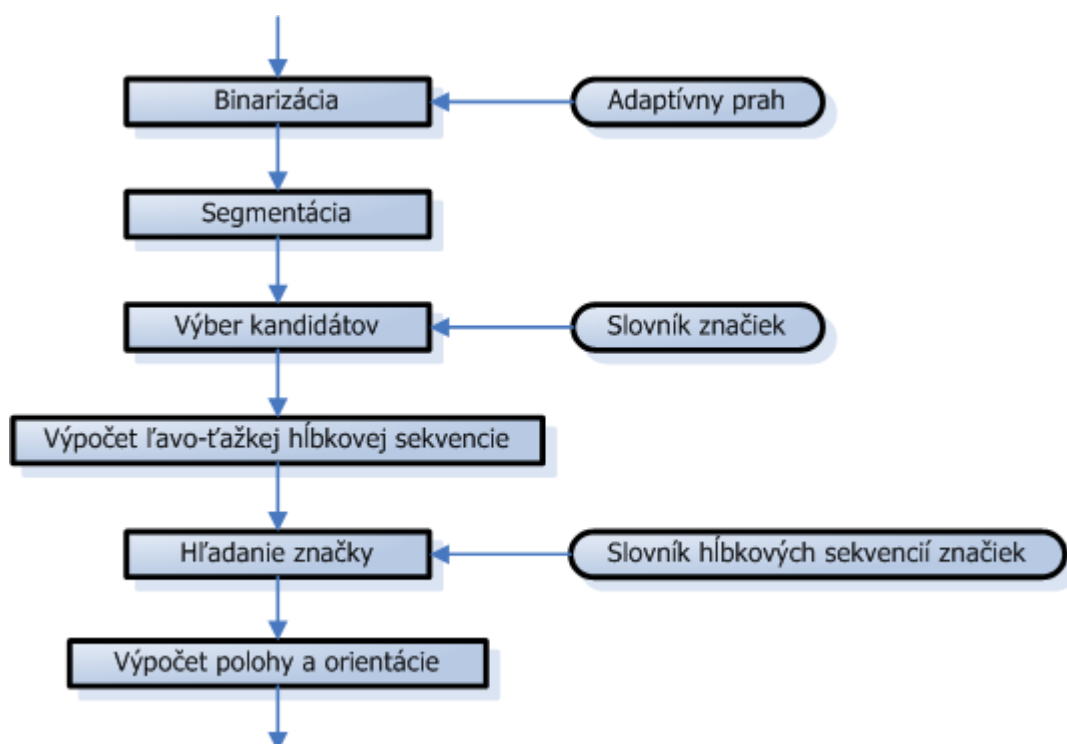 Binarizácia
Adaptívny prah
Segmentácia
Výber kandidátov
Slovník značiek
Výpočet ľavo-ťažkej hĺbkovej sekvencie
Hľadanie značky
Slovník hĺbkových sekvencií značiek
Výpočet polohy a orientácie